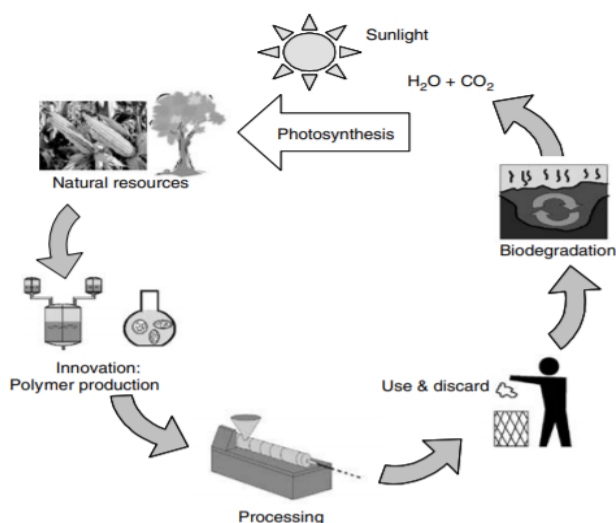 Sunlight
H₂O + CO₂
Photosynthesis
Natural resources
Biodegradation
Innovation:
Polymer production
Use & discard
Processing